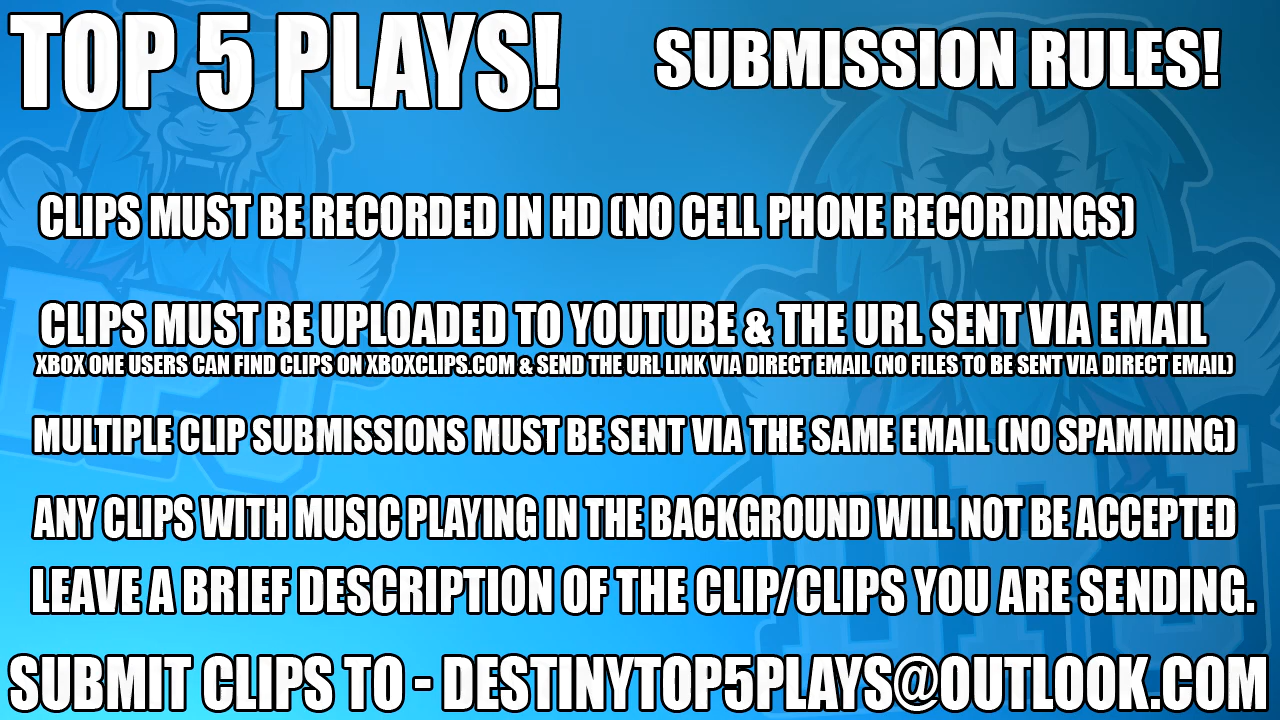 TOP 5 PLAYS!
SUBMISSION RULES!
CLIPS MUST BE RECORDED IN HD (NO CELL PHONE RECORDINGS)
CLIPS MUST BE UPLOADED TO YOUTUBE & THE URL SENT VIA EMAIL
XBOX ONE USERS CAN FIND CLIPS ON XBOXCLIPS.COM & SEND THE URL LINK VIA DIRECT EMAIL (NO FILES TO BE SENT VIA DIRECT EMAIL)
MULTIPLE CLIP SUBMISSIONS MUST BE SENT VIA THE SAME EMAIL (NO SPAMMING)
ANY CLIPS WITH MUSIC PLAYING IN THE BACKGROUND WILL NOT BE ACCEPTED
LEAVE A BRIEF DESCRIPTION OF THE CLIP/CLIPS YOU ARE SENDING.
SUBMIT CLIPS TO - DESTINYTOP5PLAYS@OUTLOOK.COM